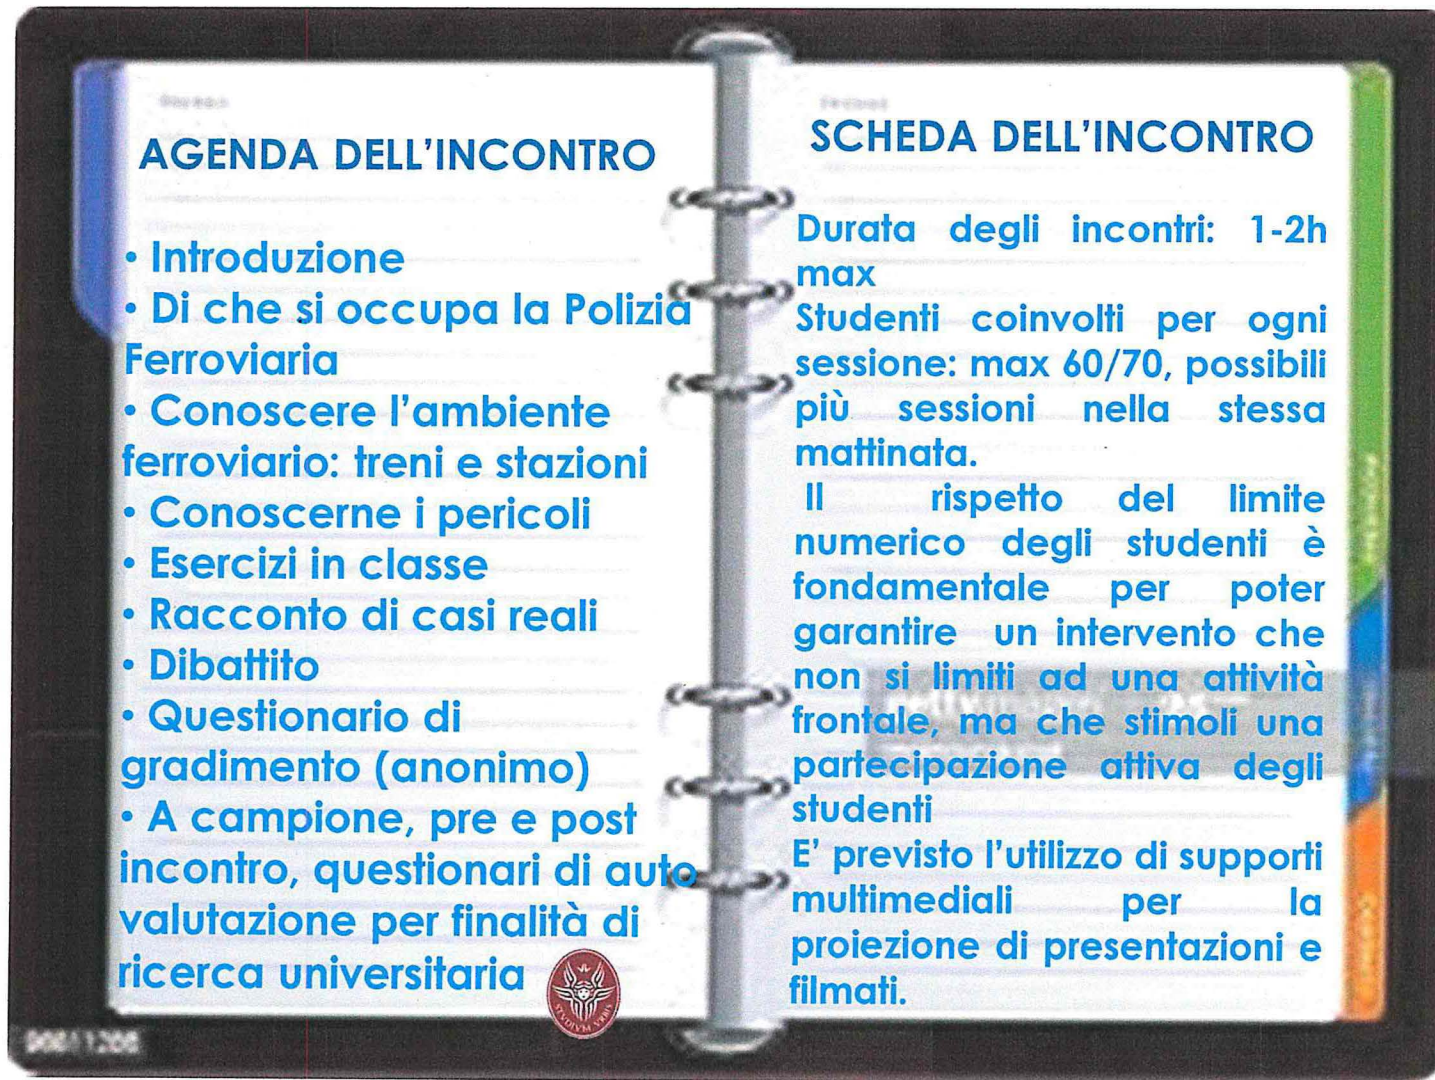 AGENDA DELL'INCONTRO
• Introduzione
• Di che si occupa la Polizia
Ferroviaria
• Conoscere l'ambiente
ferroviario: treni e stazioni
• Conoscerne i pericoli
• Esercizi in classe
• Racconto di casi reali
• Dibattito
• Questionario di
gradimento (anonimo)
• A campione, pre e post
incontro, questionari di auto
valutazione per finalità di
ricerca universitaria
STVDIVM VRBIS
SCHEDA DELL'INCONTRO
Durata degli incontri: 1-2h
max
Studenti coinvolti per ogni
sessione: max 60/70, possibili
più sessioni nella stessa
mattinata.
Il rispetto del limite
numerico degli studenti è
fondamentale per poter
garantire un intervento che
non si limiti ad una attività
frontale, ma che stimoli una
partecipazione attiva degli
studenti
E' previsto l'utilizzo di supporti
multimediali per la
proiezione di presentazioni e
filmati.